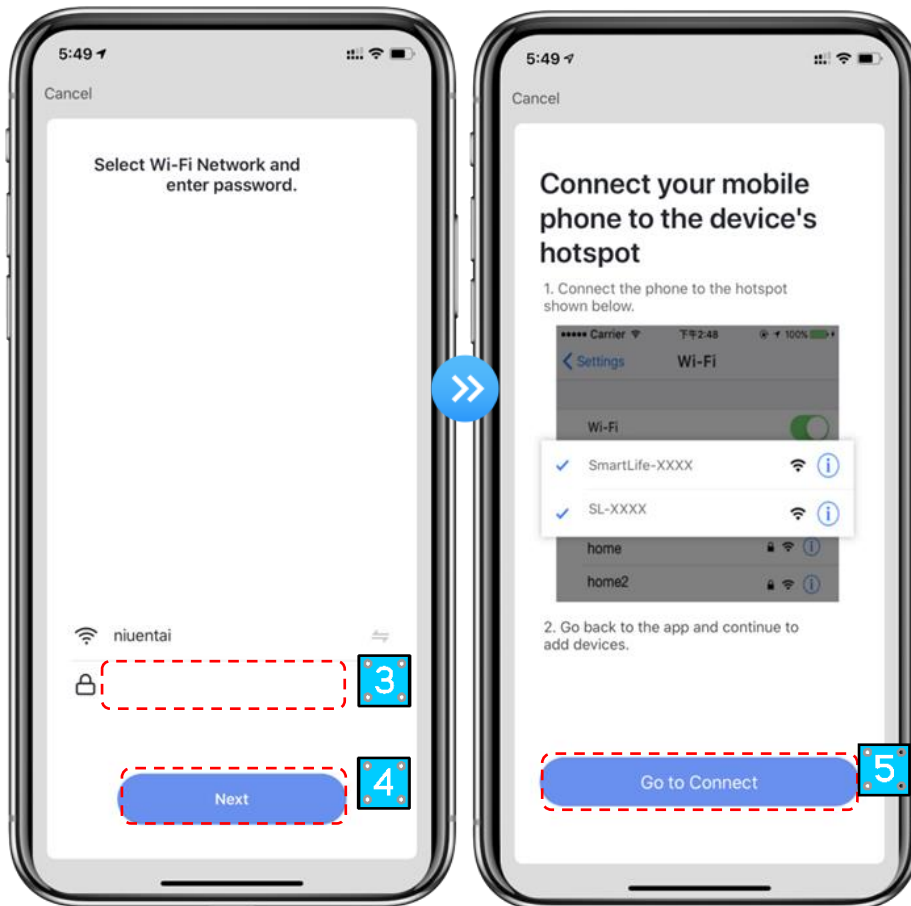 5:49
Cancel
Select Wi-Fi Network and
enter password.
niuentai
3
4
Next
5:49
Cancel
Connect your mobile
phone to the device's
hotspot
1. Connect the phone to the hotspot
shown below.
Carrier 下午2:48 100%
Settings Wi-Fi
Wi-Fi
SmartLife-XXXX
SL-XXXX
home
home2
2. Go back to the app and continue to
add devices.
Go to Connect
5